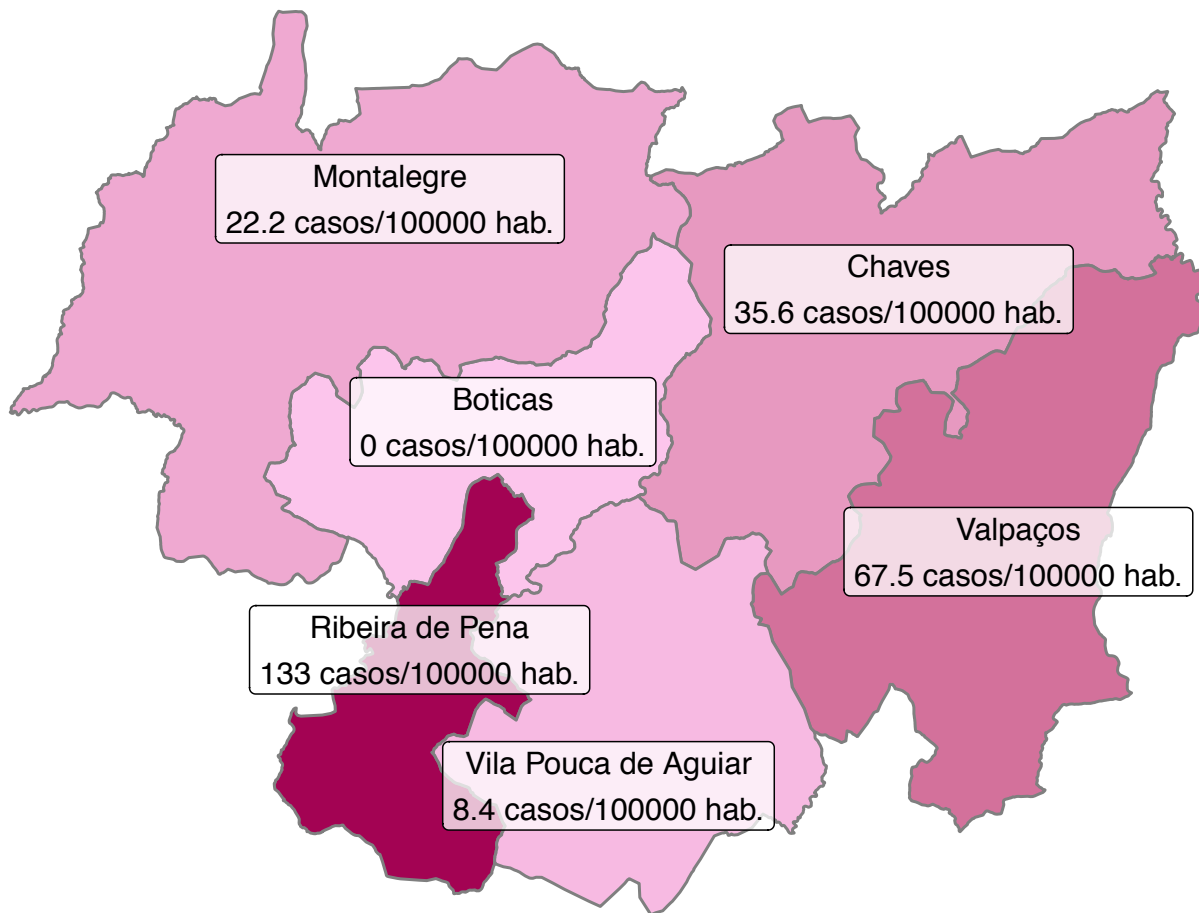 Montalegre
22.2 casos/100000 hab.
Chaves
35.6 casos/100000 hab.
Boticas
0 casos/100000 hab.
Valpaços
67.5 casos/100000 hab.
Ribeira de Pena
133 casos/100000 hab.
Vila Pouca de Aguiar
8.4 casos/100000 hab.